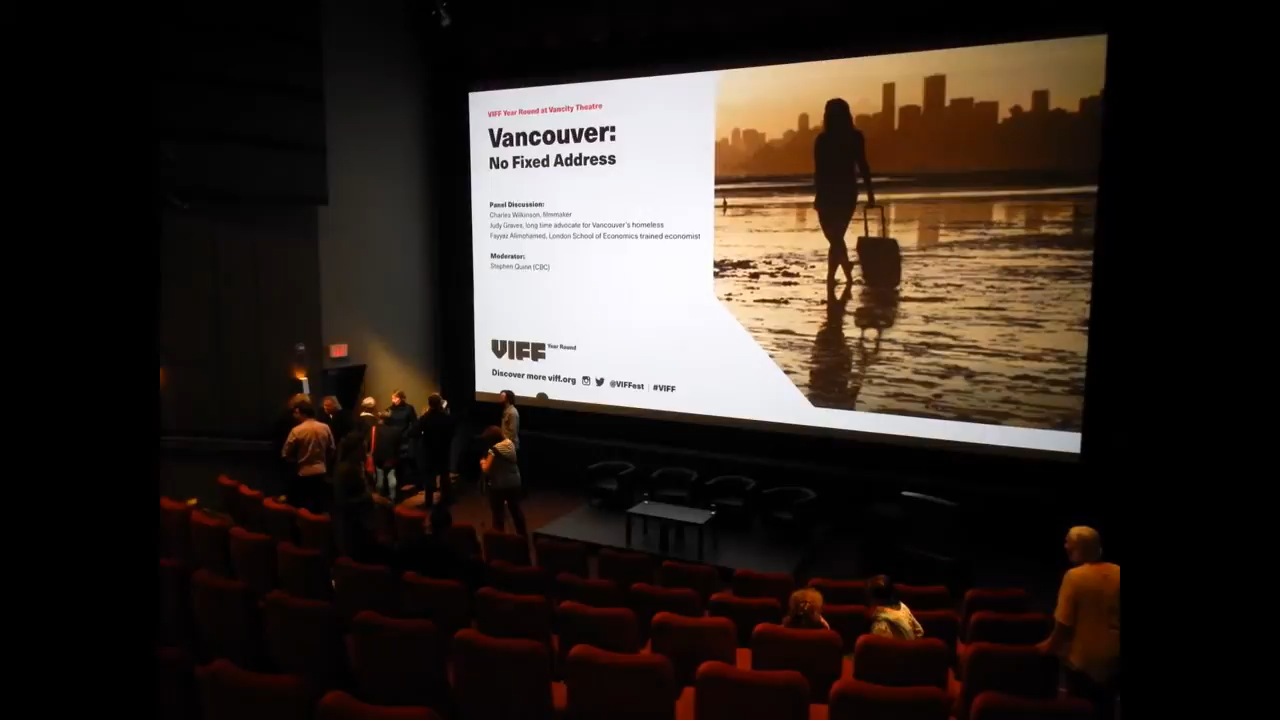 VIFF Year Round at Vancity Theatre
Vancouver:
No Fixed Address
Panel Discussion:
Charles Wilkinson, filmmaker
Judy Graves, long time advocate for Vancouver's homeless
Fayyaz Alimohamed, London School of Economics trained economist
Moderator:
Stephen Quinn (CBC)
VIFF Year Round
Discover more viff.org @VIFFest | #VIFF